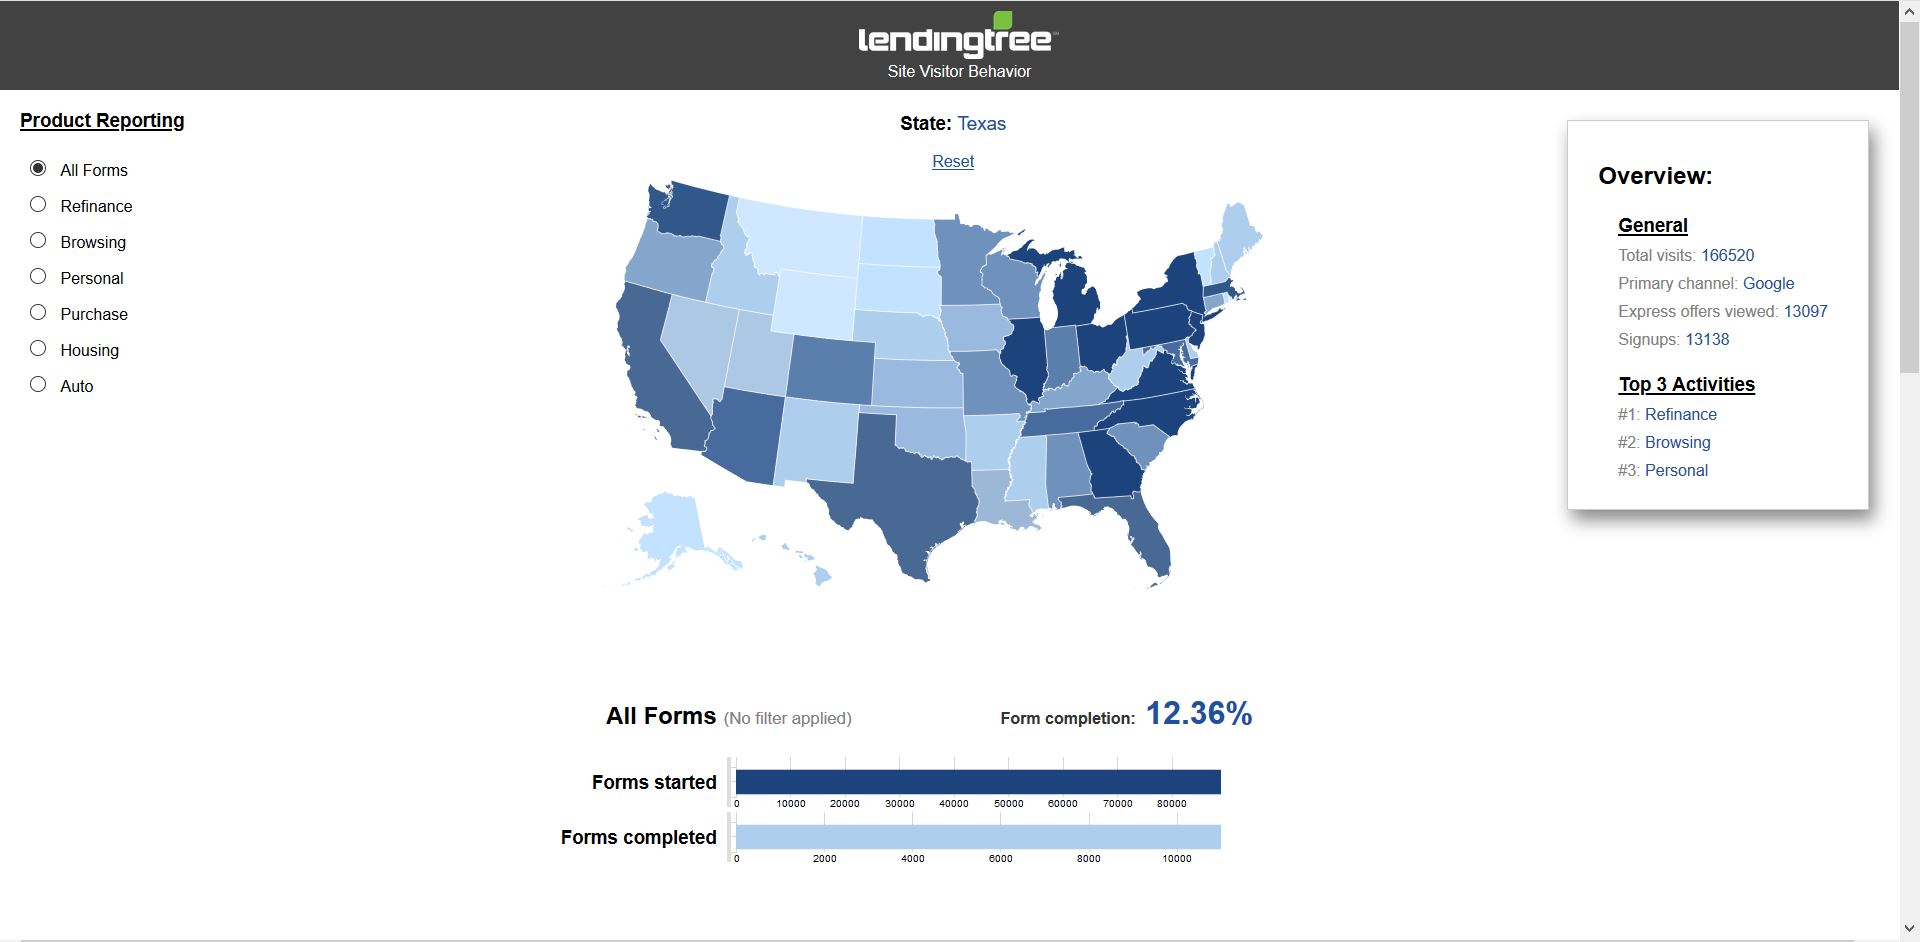 lendingtree
Site Visitor Behavior
Product Reporting
All Forms
Refinance
Browsing
Personal
Purchase
Housing
Auto
State: Texas
Reset
Overview:
General
Total visits: 166520
Primary channel: Google
Express offers viewed: 13097
Signups: 13138
Top 3 Activities
#1: Refinance
#2: Browsing
#3: Personal
All Forms (No filter applied)
Form completion: 12.36%
Forms started
0 10000 20000 30000 40000 50000 60000 70000 80000
Forms completed
0 2000 4000 6000 8000 10000